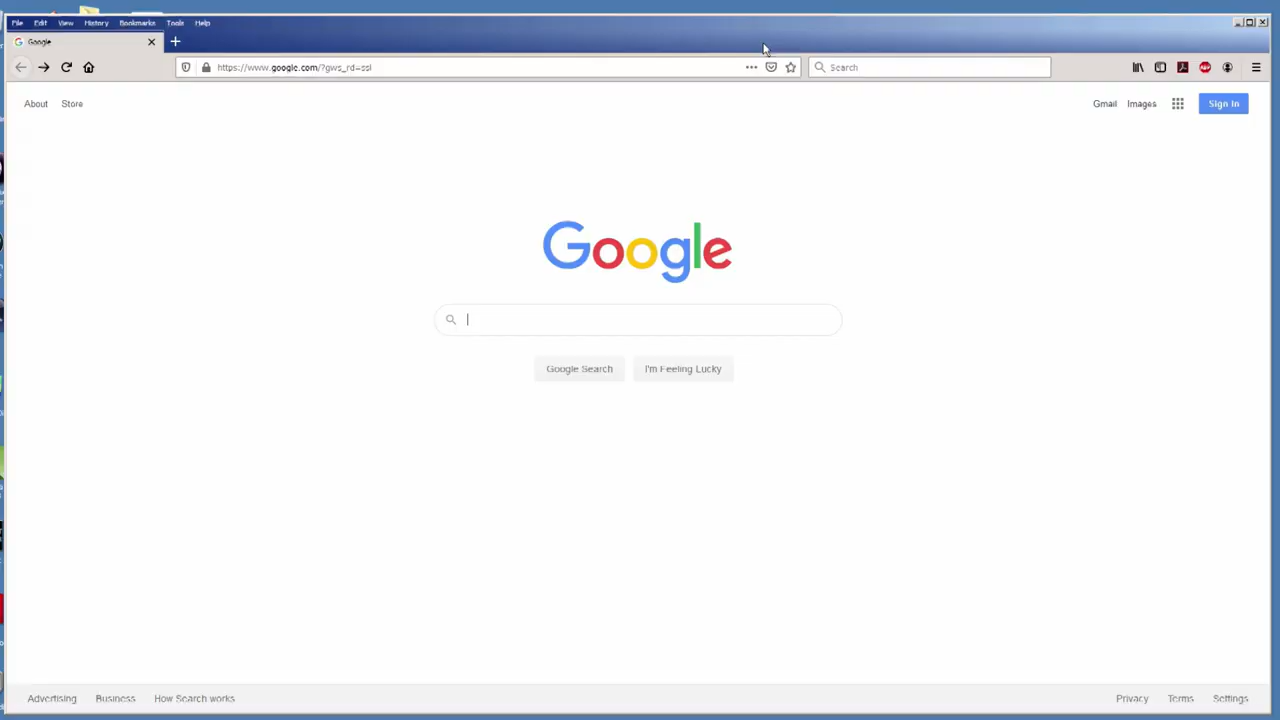 File Edit View History Bookmarks Tools Help
Google
https://www.google.com/?gws_rd=ssl
Search
About Store
Gmail Images Sign in
Google
Google Search I'm Feeling Lucky
Advertising Business How Search works
Privacy Terms Settings